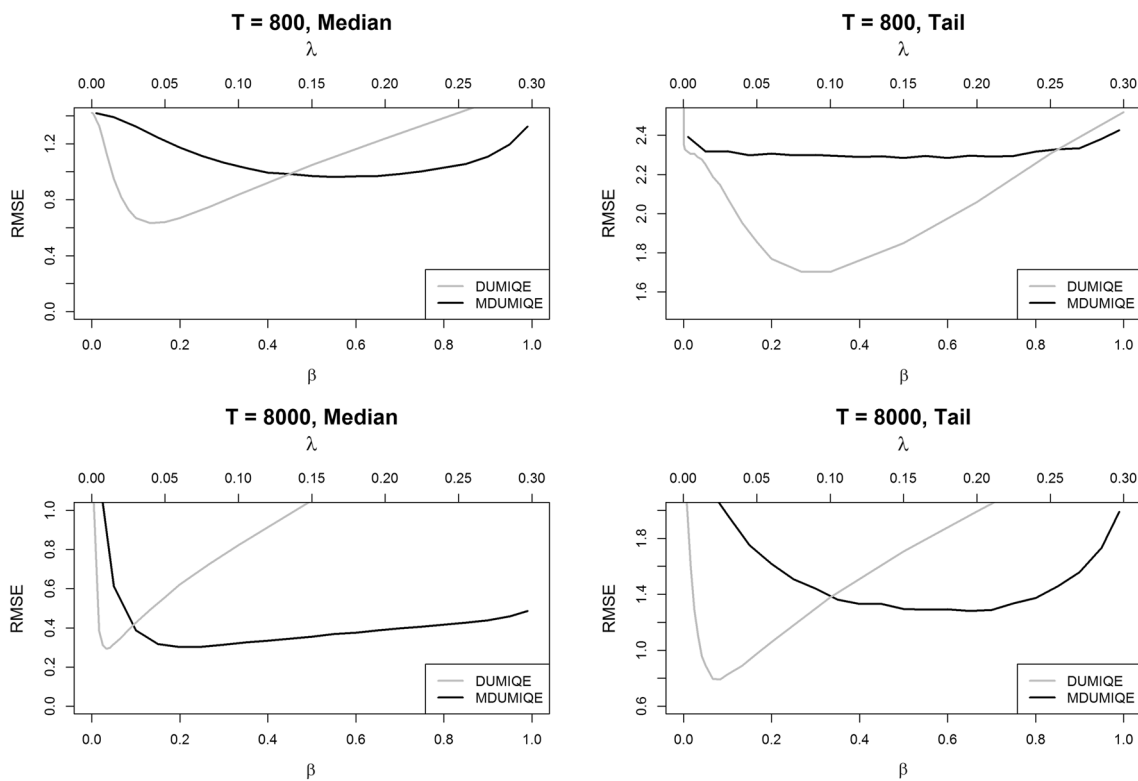 T = 800, Median
λ
0.00 0.05 0.10 0.15 0.20 0.25 0.30
RMSE
0.0 0.4 0.8 1.2
DUMIQE
MDUMIQE
0.0 0.2 0.4 0.6 0.8 1.0
β
T = 800, Tail
λ
0.00 0.05 0.10 0.15 0.20 0.25 0.30
RMSE
1.6 1.8 2.0 2.2 2.4
DUMIQE
MDUMIQE
0.0 0.2 0.4 0.6 0.8 1.0
β
T = 8000, Median
λ
0.00 0.05 0.10 0.15 0.20 0.25 0.30
RMSE
0.0 0.2 0.4 0.6 0.8 1.0
DUMIQE
MDUMIQE
0.0 0.2 0.4 0.6 0.8 1.0
β
T = 8000, Tail
λ
0.00 0.05 0.10 0.15 0.20 0.25 0.30
RMSE
0.6 1.0 1.4 1.8
DUMIQE
MDUMIQE
0.0 0.2 0.4 0.6 0.8 1.0
β